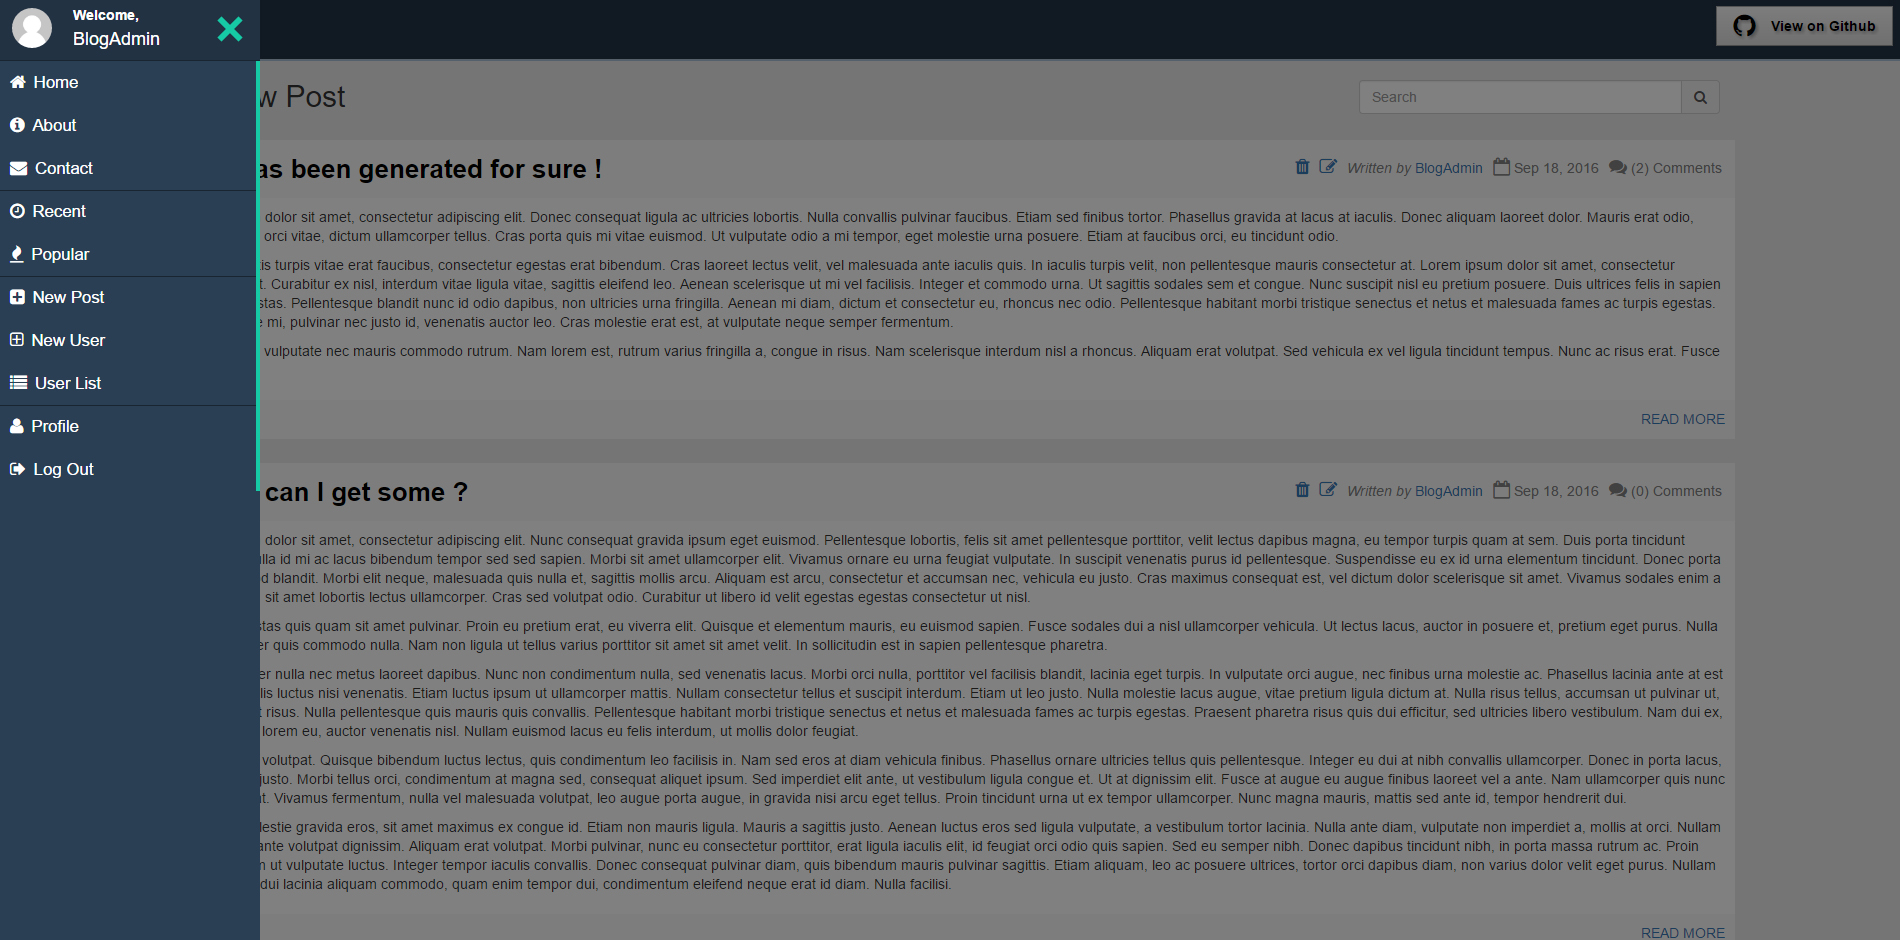 Welcome,
BlogAdmin
View on Github
Home
About
Contact
Recent
Popular
New Post
New User
User List
Profile
Log Out
w Post
Search
as been generated for sure !
Written by BlogAdmin Sep 18, 2016 (2) Comments
dolor sit amet, consectetur adipiscing elit. Donec consequat ligula ac ultricies lobortis. Nulla convallis pulvinar faucibus. Etiam sed finibus tortor. Phasellus gravida at lacus at iaculis. Donec aliquam laoreet dolor. Mauris erat odio,
orci vitae, dictum ullamcorper tellus. Cras porta quis mi vitae euismod. Ut vulputate odio a mi tempor, eget molestie urna posuere. Etiam at faucibus orci, eu tincidunt odio.
is turpis vitae erat faucibus, consectetur egestas erat bibendum. Cras laoreet lectus velit, vel malesuada ante iaculis quis. In iaculis turpis velit, non pellentesque mauris consectetur at. Lorem ipsum dolor sit amet, consectetur
t. Curabitur ex nisl, interdum vitae ligula vitae, sagittis eleifend leo. Aenean scelerisque ut mi vel facilisis. Integer et commodo urna. Ut sagittis sodales sem et congue. Nunc suscipit nisl eu pretium posuere. Duis ultrices felis in sapien
stas. Pellentesque blandit nunc id odio dapibus, non ultricies urna fringilla. Aenean mi diam, dictum et consectetur eu, rhoncus nec odio. Pellentesque habitant morbi tristique senectus et netus et malesuada fames ac turpis egestas.
e mi, pulvinar nec justo id, venenatis auctor leo. Cras molestie erat est, at vulputate neque semper fermentum.
vulputate nec mauris commodo rutrum. Nam lorem est, rutrum varius fringilla a, congue in risus. Nam scelerisque interdum nisl a rhoncus. Aliquam erat volutpat. Sed vehicula ex vel ligula tincidunt tempus. Nunc ac risus erat. Fusce
READ MORE
can I get some ?
Written by BlogAdmin Sep 18, 2016 (0) Comments
dolor sit amet, consectetur adipiscing elit. Nunc consequat gravida ipsum eget euismod. Pellentesque lobortis, felis sit amet pellentesque porttitor, velit lectus dapibus magna, eu tempor turpis quam at sem. Duis porta tincidunt
lla id mi ac lacus bibendum tempor sed sed sapien. Morbi sit amet ullamcorper elit. Vivamus ornare eu urna feugiat vulputate. In suscipit venenatis purus id pellentesque. Suspendisse eu ex id urna elementum tincidunt. Donec porta
d blandit. Morbi elit neque, malesuada quis nulla et, sagittis mollis arcu. Aliquam est arcu, consectetur et accumsan nec, vehicula eu justo. Cras maximus consequat est, vel dictum dolor scelerisque sit amet. Vivamus sodales enim a
sit amet lobortis lectus ullamcorper. Cras sed volutpat odio. Curabitur ut libero id velit egestas egestas consectetur ut nisl.
stas quis quam sit amet pulvinar. Proin eu pretium erat, eu viverra elit. Quisque et elementum mauris, eu euismod sapien. Fusce sodales dui a nisl ullamcorper vehicula. Ut lectus lacus, auctor in posuere et, pretium eget purus. Nulla
er quis commodo nulla. Nam non ligula ut tellus varius porttitor sit amet sit amet velit. In sollicitudin est in sapien pellentesque pharetra.
er nulla nec metus laoreet dapibus. Nunc non condimentum nulla, sed venenatis lacus. Morbi orci nulla, porttitor vel facilisis blandit, lacinia eget turpis. In vulputate orci augue, nec finibus urna molestie ac. Phasellus lacinia ante at est
lis luctus nisi venenatis. Etiam luctus ipsum ut ullamcorper mattis. Nullam consectetur tellus et suscipit interdum. Etiam ut leo justo. Nulla molestie lacus augue, vitae pretium ligula dictum at. Nulla risus tellus, accumsan ut pulvinar ut,
t risus. Nulla pellentesque quis mauris quis convallis. Pellentesque habitant morbi tristique senectus et netus et malesuada fames ac turpis egestas. Praesent pharetra risus quis dui efficitur, sed ultricies libero vestibulum. Nam dui ex,
lorem eu, auctor venenatis nisl. Nullam euismod lacus eu felis interdum, ut mollis dolor feugiat.
volutpat. Quisque bibendum luctus lectus, quis condimentum leo facilisis in. Nam sed eros at diam vehicula finibus. Phasellus ornare ultricies tellus quis pellentesque. Integer eu dui at nibh convallis ullamcorper. Donec in porta lacus,
justo. Morbi tellus orci, condimentum at magna sed, consequat aliquet ipsum. Sed imperdiet elit ante, ut vestibulum ligula congue et. Ut at dignissim elit. Fusce at augue eu augue finibus laoreet vel a ante. Nam ullamcorper quis nunc
t. Vivamus fermentum, nulla vel malesuada volutpat, leo augue porta augue, in gravida nisi arcu eget tellus. Proin tincidunt urna ut ex tempor ullamcorper. Nunc magna mauris, mattis sed ante id, tempor hendrerit dui.
lestie gravida eros, sit amet maximus ex congue id. Etiam non mauris ligula. Mauris a sagittis justo. Aenean luctus eros sed ligula vulputate, a vestibulum tortor lacinia. Nulla ante diam, vulputate non imperdiet a, mollis at orci. Nullam
ante volutpat dignissim. Aliquam erat volutpat. Morbi pulvinar, nunc eu consectetur porttitor, erat ligula iaculis elit, id feugiat orci odio quis sapien. Sed eu semper nibh. Donec dapibus tincidunt nibh, in porta massa rutrum ac. Proin
n ut vulputate luctus. Integer tempor iaculis convallis. Donec consequat pulvinar diam, quis bibendum mauris pulvinar sagittis. Etiam aliquam, leo ac posuere ultrices, tortor orci dapibus diam, non varius dolor velit eget purus. Nullam
dui lacinia aliquam commodo, quam enim tempor dui, condimentum eleifend neque erat id diam. Nulla facilisi.
READ MORE